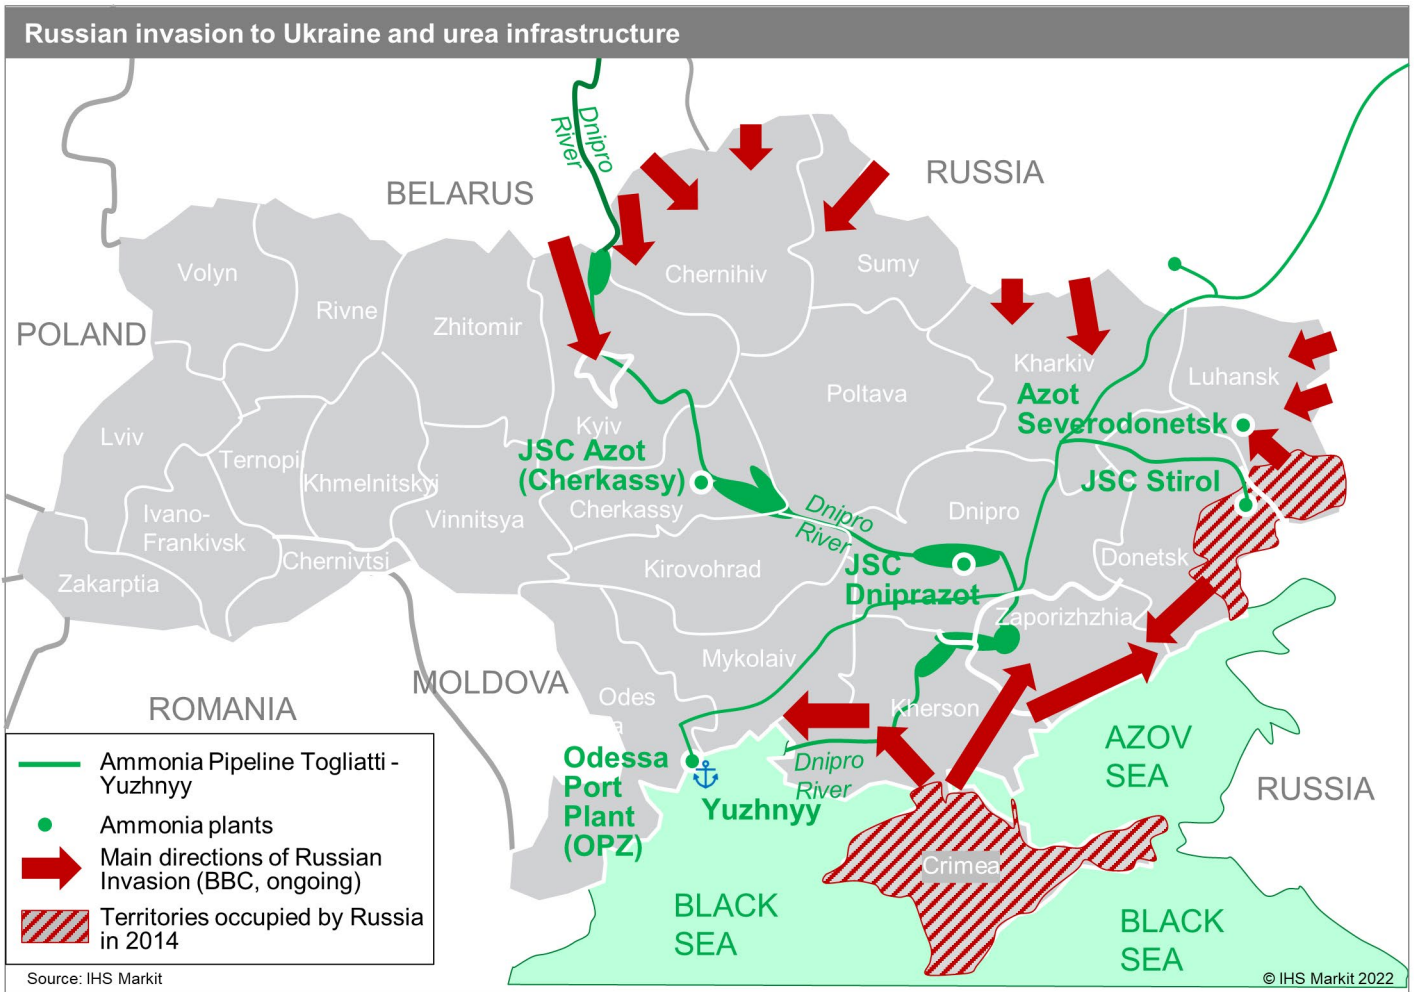 Russian invasion to Ukraine and urea infrastructure
Dnipro
River
RUSSIA
BELARUS
Volyn
Rivne
Zhitomir
Chernihiv
Sumy
POLAND
Kharkiv
Luhansk
Poltava
Azot
Severodonetsk
Lviv
Ternopi
Khmelnitskyi
Kyiv
JSC Azot
(Cherkassy)
Cherkassy
JSC Stirol
Ivano-
Frankivsk
Vinnitsya
Dnipro
River
Dnipro
Chernivtsi
Zakarptia
Kirovohrad
JSC
Dniprazot
Donetsk
Zaporizhzhia
Mykolaiv
MOLDOVA
Odes
a
Kherson
ROMANIA
AZOV
SEA
RUSSIA
Odessa
Port
Plant
(OPZ)
Yuzhnyy
Dnipro
River
Crimea
BLACK
SEA
BLACK
SEA
Ammonia Pipeline Togliatti -
Yuzhnyy
Ammonia plants
Main directions of Russian
Invasion (BBC, ongoing)
Territories occupied by Russia
in 2014
Source: IHS Markit
© IHS Markit 2022